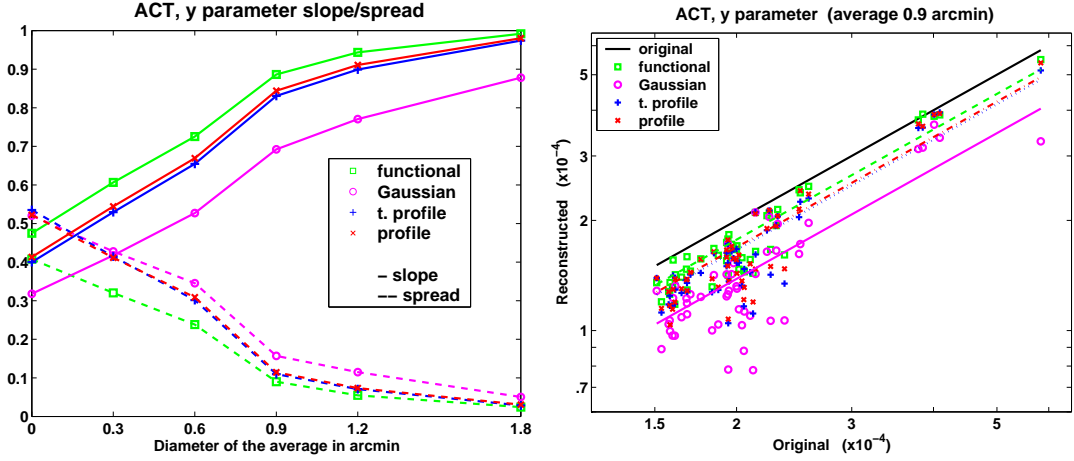 ACT, y parameter slope/spread
1
0.9
0.8
0.7
0.6
0.5
0.4
0.3
0.2
0.1
0
functional
Gaussian
t. profile
profile
– slope
–– spread
0 0.3 0.6 0.9 1.2 1.8
Diameter of the average in arcmin
ACT, y parameter (average 0.9 arcmin)
original
functional
Gaussian
t. profile
profile
Reconstructed (x10⁻⁴)
5
3
2
1
.7
1.5 2 3 5
Original (x10⁻⁴)